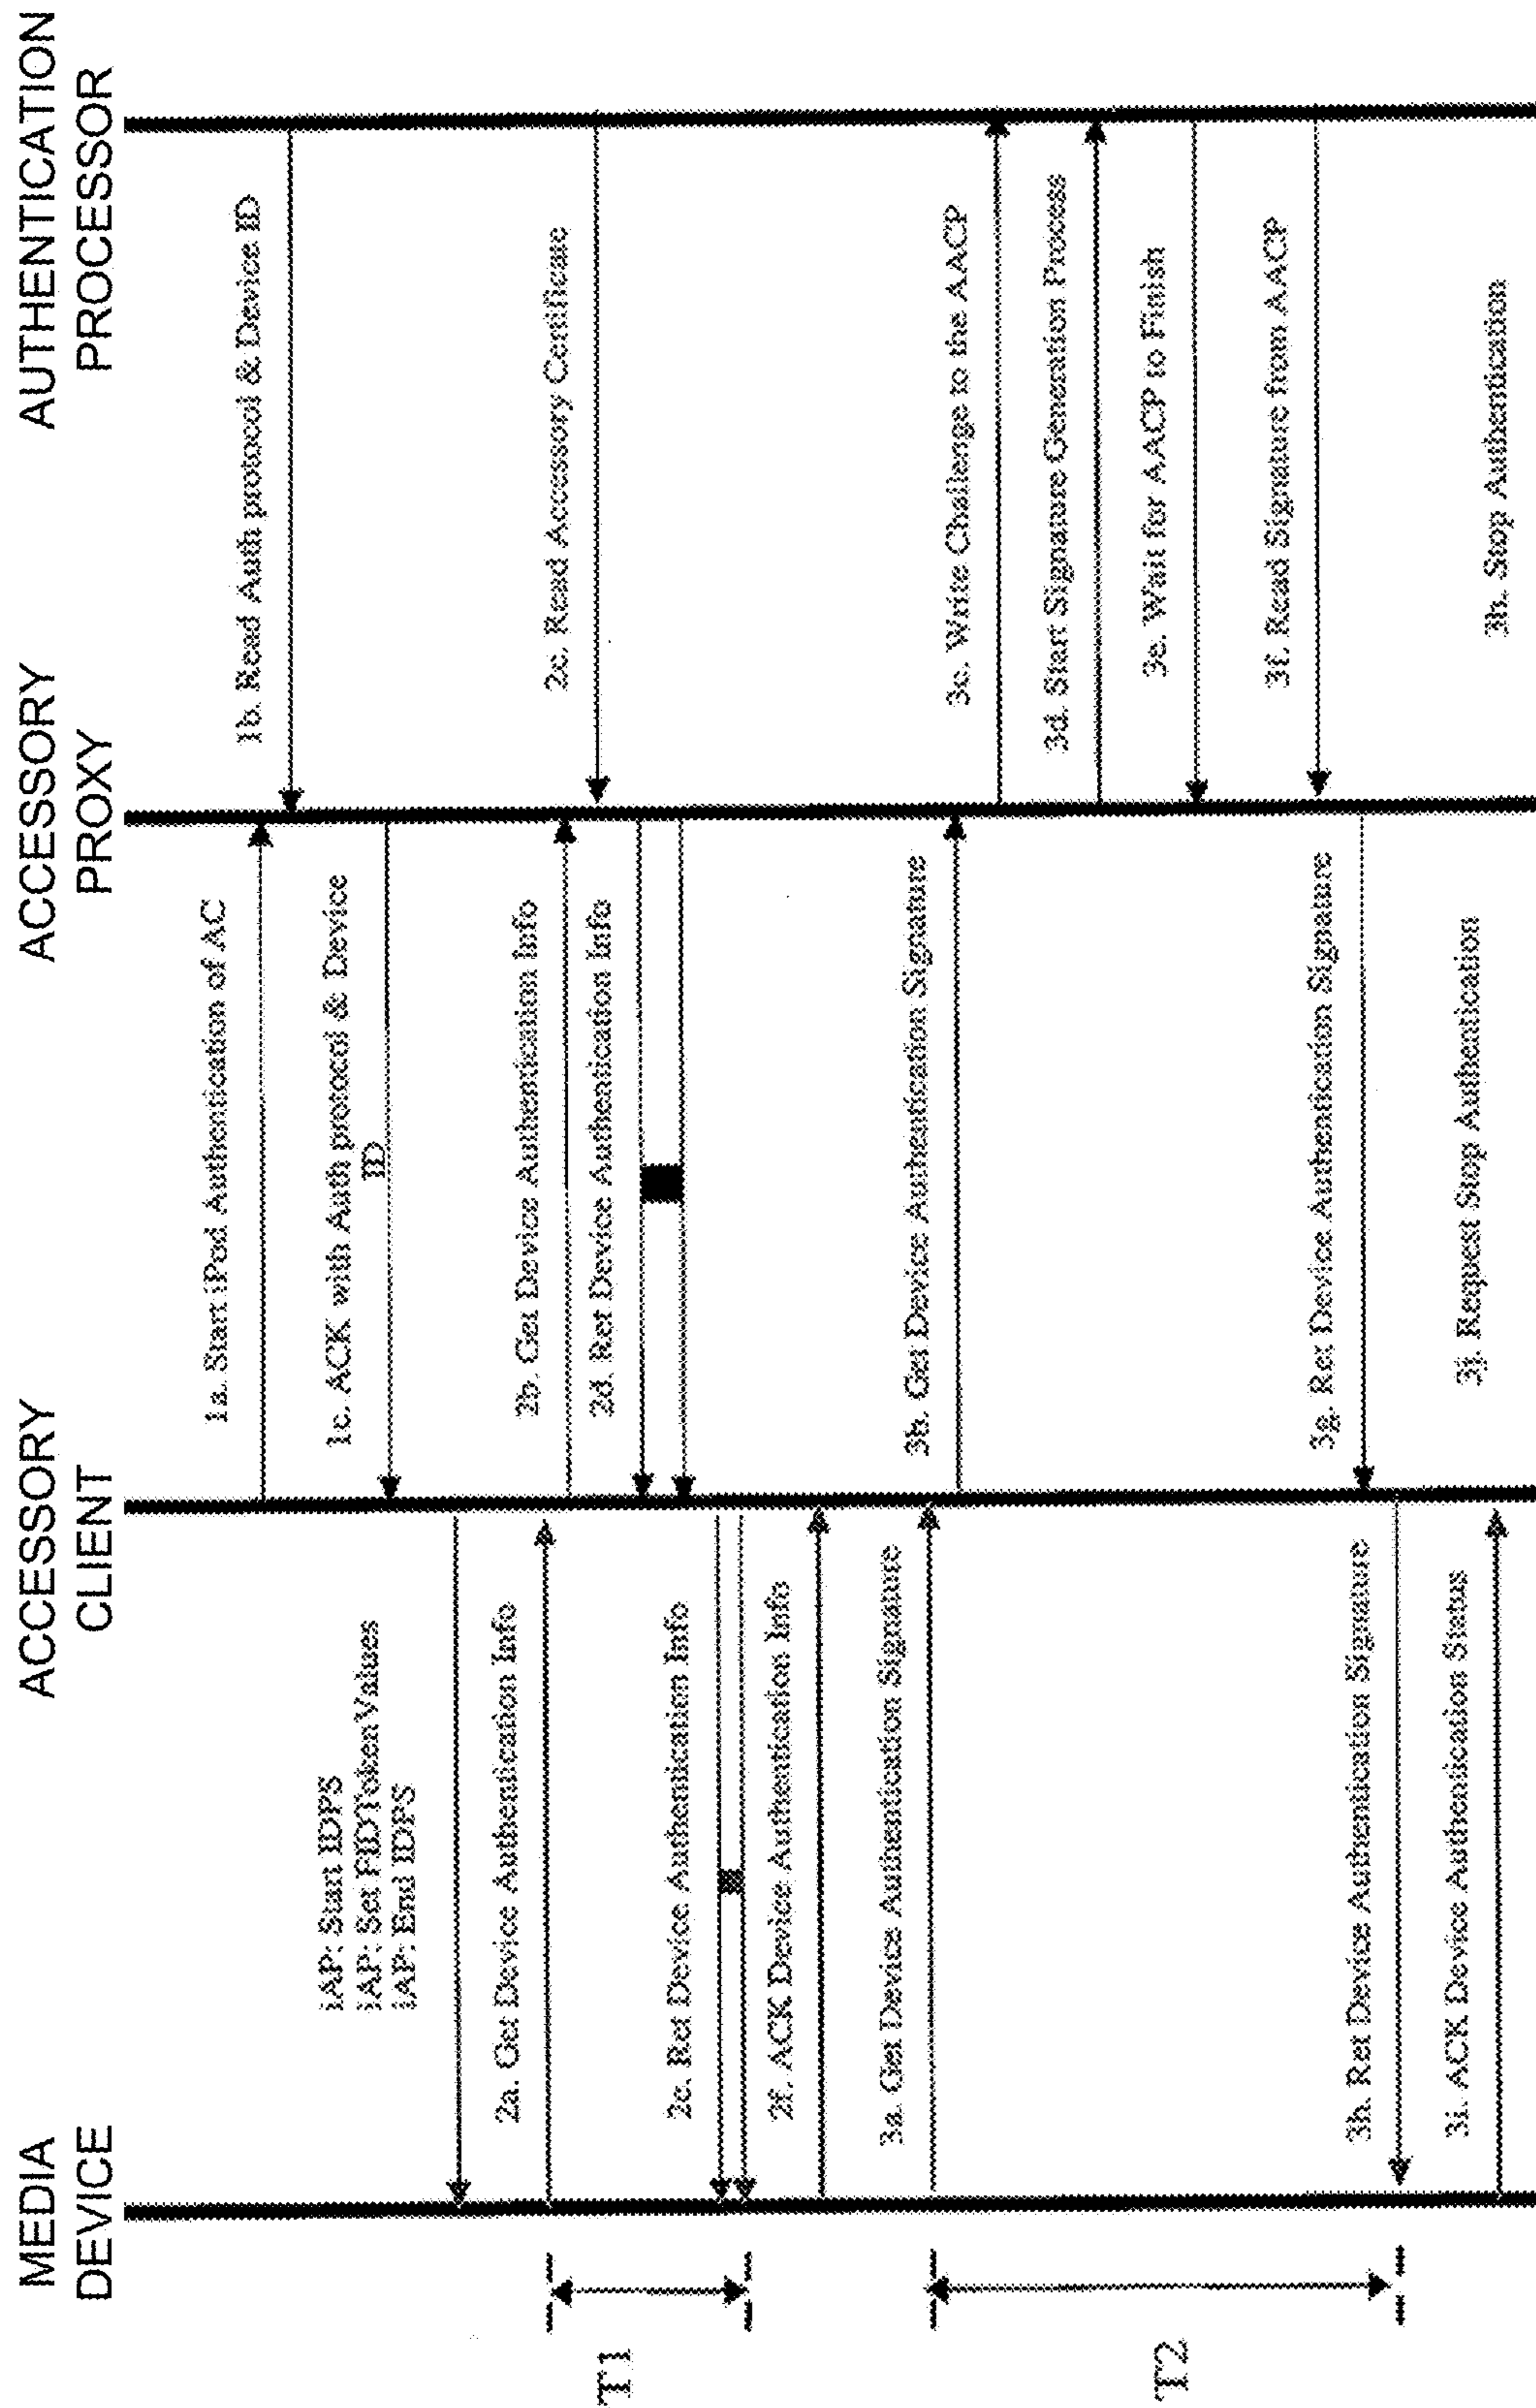 MEDIA
DEVICE
ACCESSORY
CLIENT
ACCESSORY
PROXY
AUTHENTICATION
PROCESSOR
1a. Start iPod Authentication of AC
1b. Read Auth protocol & Device ID
1c. ACK with Auth protocol & Device
ID
iAP: Start IDPS
iAP: Set FIDTokenValues
iAP: End IDPS
2a. Get Device Authentication Info
2b. Get Device Authentication Info
2c. Read Accessory Certificate
2d. Ret Device Authentication Info
2e. Ret Device Authentication Info
2f. ACK Device Authentication Info
T1
3a. Get Device Authentication Signature
3b. Get Device Authentication Signature
3c. Write Challenge to the AACP
3d. Start Signature Generation Process
3e. Wait for AACP to Finish
3f. Read Signature from AACP
3g. Ret Device Authentication Signature
3h. Ret Device Authentication Signature
T2
3i. ACK Device Authentication Status
3j. Request Stop Authentication
3h. Stop Authentication